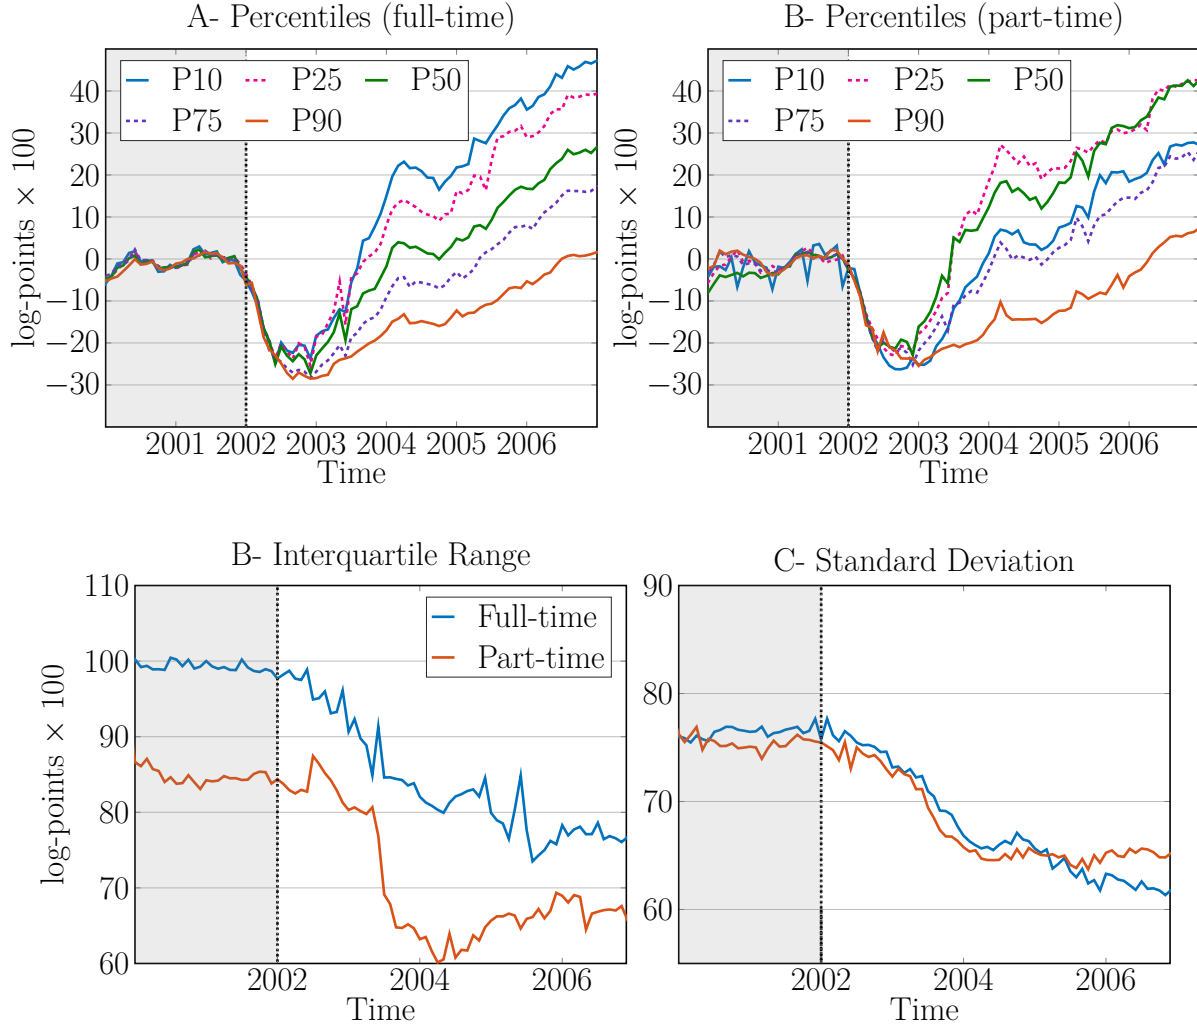 A- Percentiles (full-time)
P10 P25 P50
P75 P90
40
30
20
10
0
−10
−20
−30
log-points × 100
2001 2002 2003 2004 2005 2006
Time
B- Percentiles (part-time)
P10 P25 P50
P75 P90
40
30
20
10
0
−10
−20
−30
log-points × 100
2001 2002 2003 2004 2005 2006
Time
B- Interquartile Range
Full-time
Part-time
110
100
90
80
70
60
log-points × 100
2002 2004 2006
Time
C- Standard Deviation
90
80
70
60
2002 2004 2006
Time